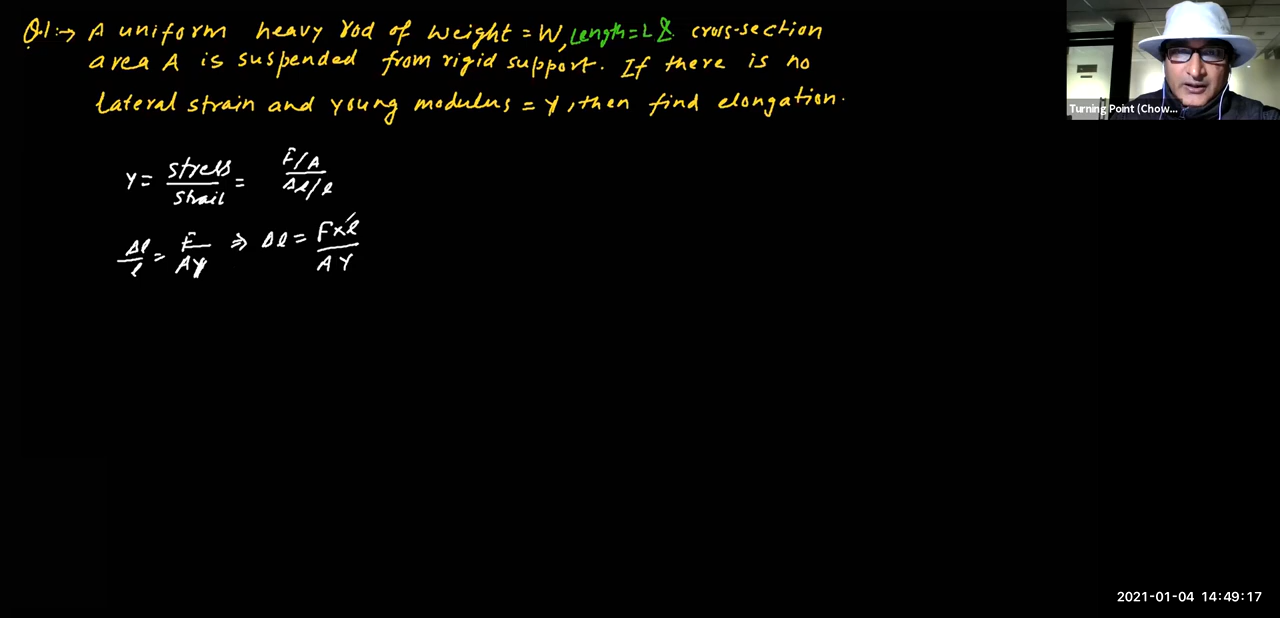 Q.1:→ A uniform heavy rod of weight = W, Length = L & cross-section
area A is suspended from rigid support. If there is no
Lateral strain and young modulus = Y, then find elongation.
Y = stress/strail = F/A / Δl/l
Δl/l = F/AY ⇒ Δl = F×l/AY
Turning Point (Chow...
2021-01-04 14:49:17